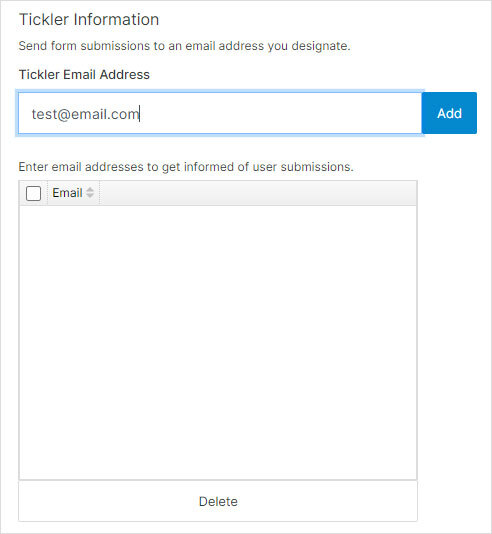 Tickler Information
Send form submissions to an email address you designate.
Tickler Email Address
test@email.com
Add
Enter email addresses to get informed of user submissions.
Email
Delete